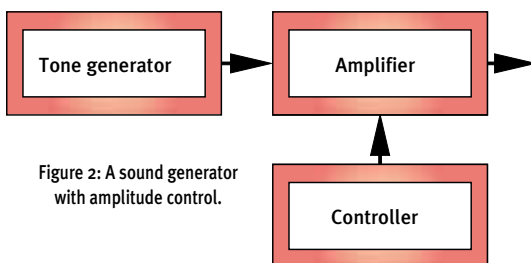 Tone generator
Amplifier
Figure 2: A sound generator
with amplitude control.
Controller